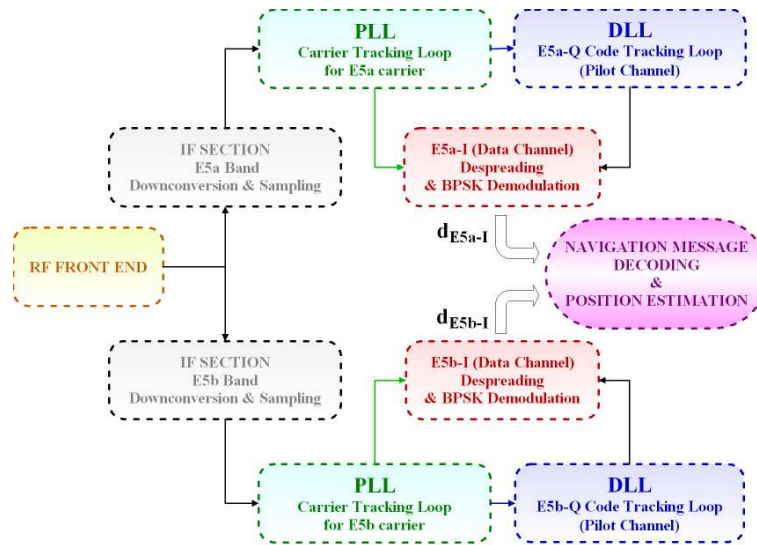 PLL
Carrier Tracking Loop
for E5a carrier
DLL
E5a-Q Code Tracking Loop
(Pilot Channel)
IF SECTION
E5a Band
Downconversion & Sampling
E5a-I (Data Channel)
Despreading
& BPSK Demodulation
RF FRONT END
dE5a-I
NAVIGATION MESSAGE
DECODING
&
POSITION ESTIMATION
dE5b-I
IF SECTION
E5b Band
Downconversion & Sampling
E5b-I (Data Channel)
Despreading
& BPSK Demodulation
PLL
Carrier Tracking Loop
for E5b carrier
DLL
E5b-Q Code Tracking Loop
(Pilot Channel)